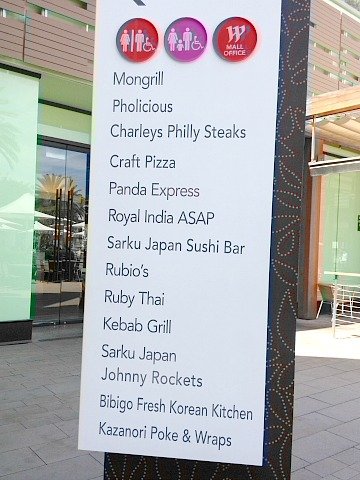 W
MALL
OFFICE
Mongrill
Pholicious
Charleys Philly Steaks
Craft Pizza
Panda Express
Royal India ASAP
Sarku Japan Sushi Bar
Rubio's
Ruby Thai
Kebab Grill
Sarku Japan
Johnny Rockets
Bibigo Fresh Korean Kitchen
Kazanori Poke & Wraps